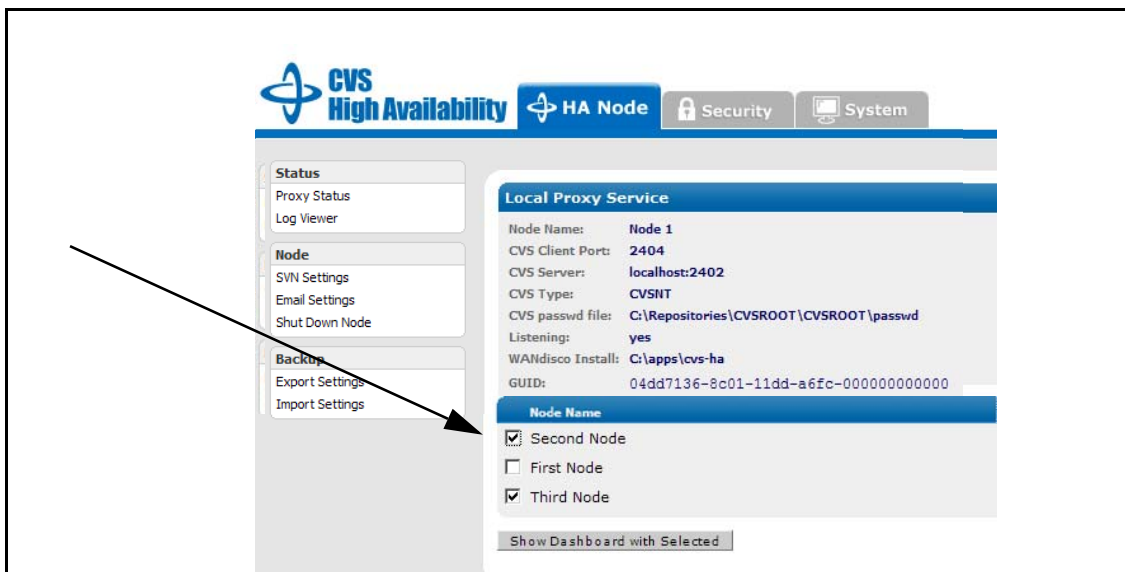 CVS
High Availability
HA Node
Security
System
Status
Proxy Status
Log Viewer
Node
SVN Settings
Email Settings
Shut Down Node
Backup
Export Settings
Import Settings
Local Proxy Service
Node Name: Node 1
CVS Client Port: 2404
CVS Server: localhost:2402
CVS Type: CVSNT
CVS passwd file: C:\Repositories\CVSROOT\CVSROOT\passwd
Listening: yes
WANdisco Install: C:\apps\cvs-ha
GUID: 04dd7136-8c01-11dd-a6fc-000000000000
Node Name
Second Node
First Node
Third Node
Show Dashboard with Selected